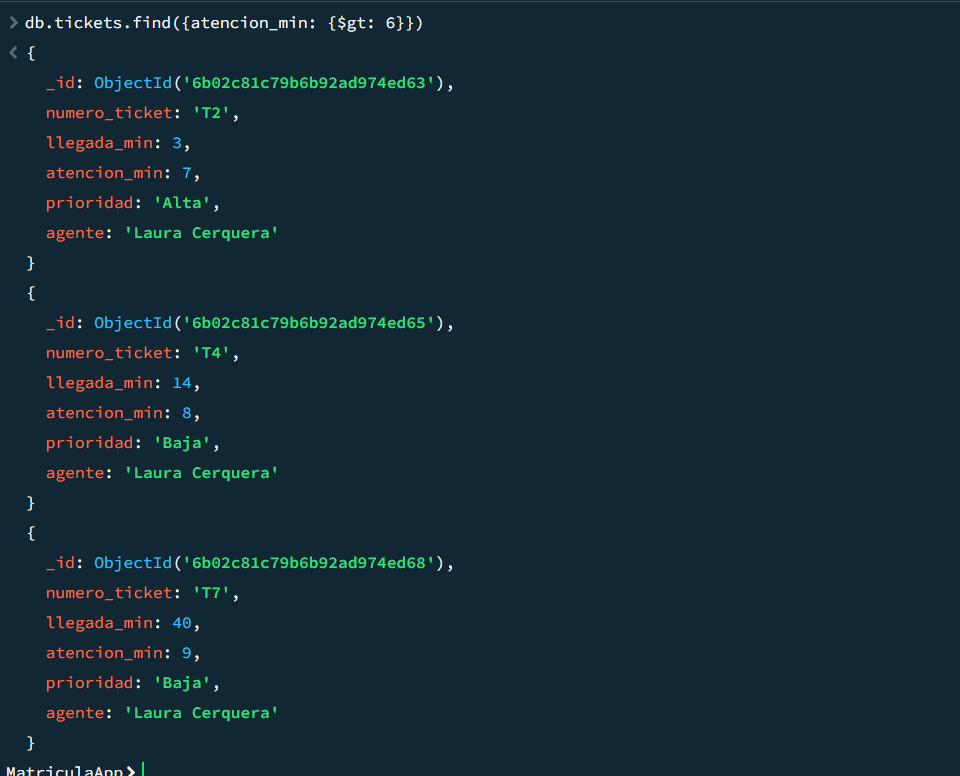 > db.tickets.find({atencion_min: {$gt: 6}})
< {
_id: ObjectId('6b02c81c79b6b92ad974ed63'),
numero_ticket: 'T2',
llegada_min: 3,
atencion_min: 7,
prioridad: 'Alta',
agente: 'Laura Cerquera'
}
{
_id: ObjectId('6b02c81c79b6b92ad974ed65'),
numero_ticket: 'T4',
llegada_min: 14,
atencion_min: 8,
prioridad: 'Baja',
agente: 'Laura Cerquera'
}
{
_id: ObjectId('6b02c81c79b6b92ad974ed68'),
numero_ticket: 'T7',
llegada_min: 40,
atencion_min: 9,
prioridad: 'Baja',
agente: 'Laura Cerquera'
}
MatriculaApp>